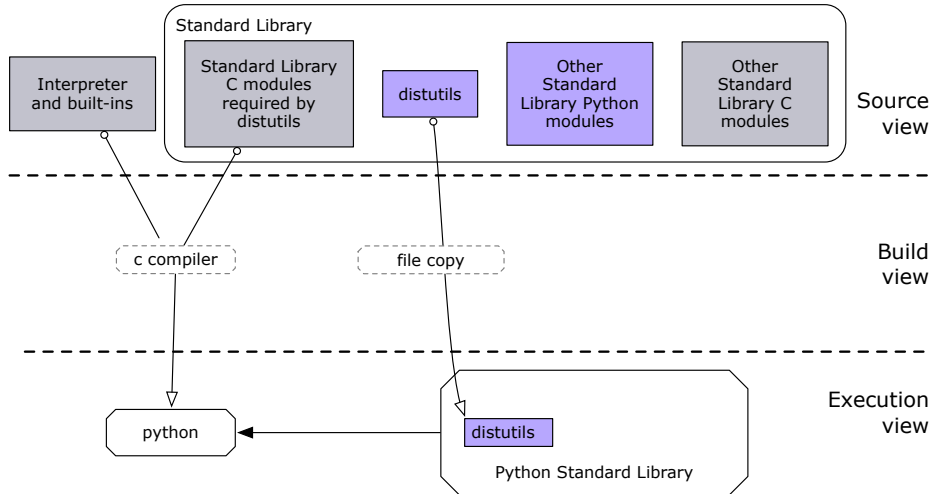 Standard Library
Interpreter
and built-ins
Standard Library
C modules
required by
distutils
distutils
Other
Standard
Library Python
modules
Other
Standard
Library C
modules
Source
view
c compiler
file copy
Build
view
Execution
view
python
distutils
Python Standard Library